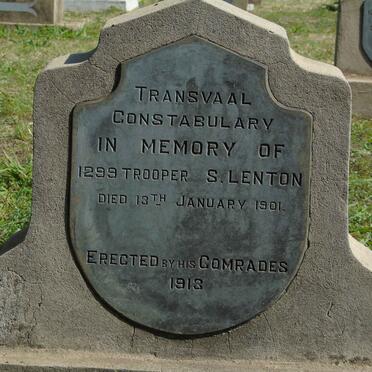 TRANSVAAL
CONSTABULARY
IN MEMORY OF
1299 TROOPER S. LENTON
DIED 13TH JANUARY 1901.
ERECTED BY HIS COMRADES
1913